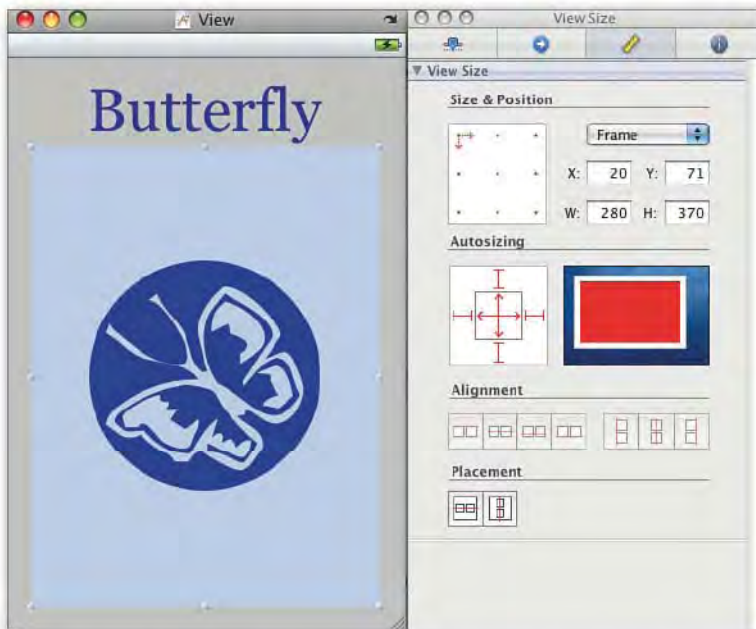 View
Butterfly
View Size
View Size
Size & Position
Frame
X: 20 Y: 71
W: 280 H: 370
Autosizing
Alignment
Placement